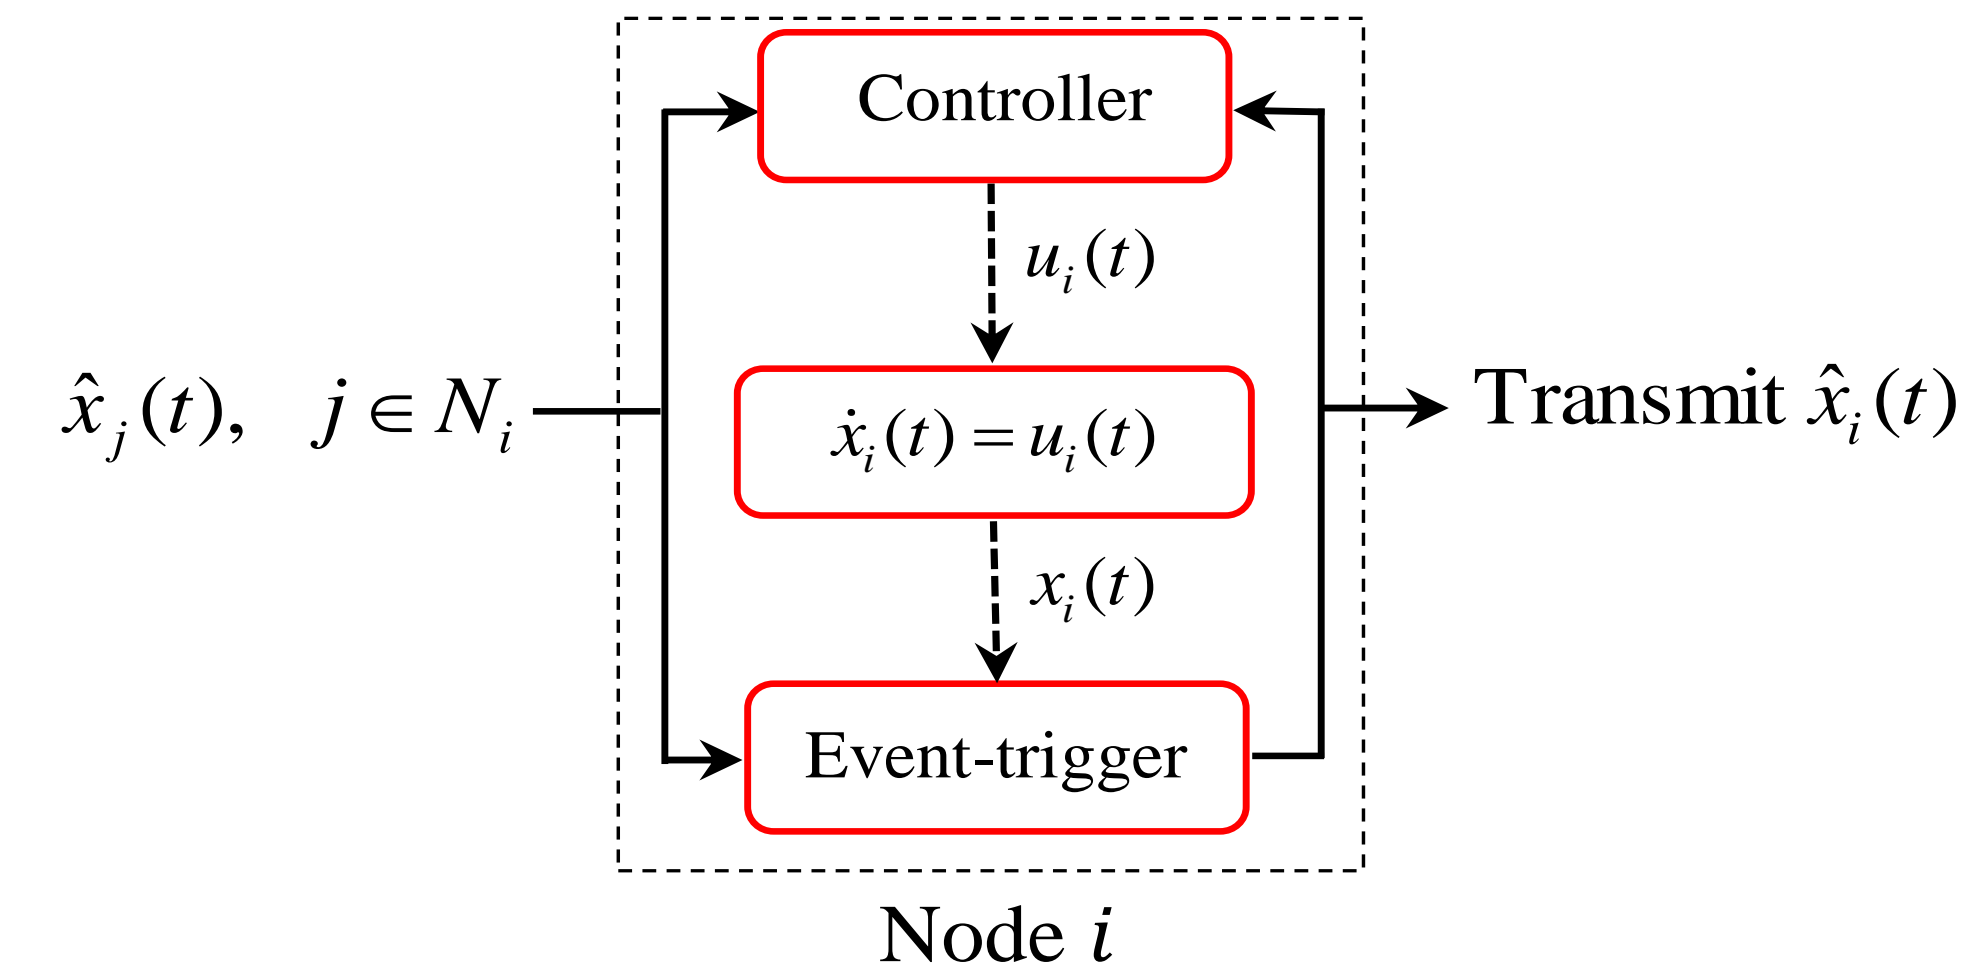 Controller
u_i(t)
x̂_j(t), j ∈ N_i
ẋ_i(t) = u_i(t)
Transmit x̂_i(t)
x_i(t)
Event-trigger
Node i